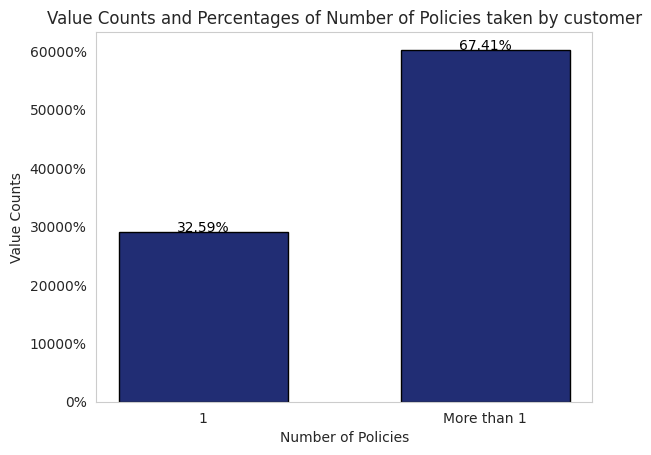 Value Counts and Percentages of Number of Policies taken by customer
67.41%
60000%
50000%
40000%
30000%
32.59%
20000%
10000%
0%
Value Counts
1
More than 1
Number of Policies